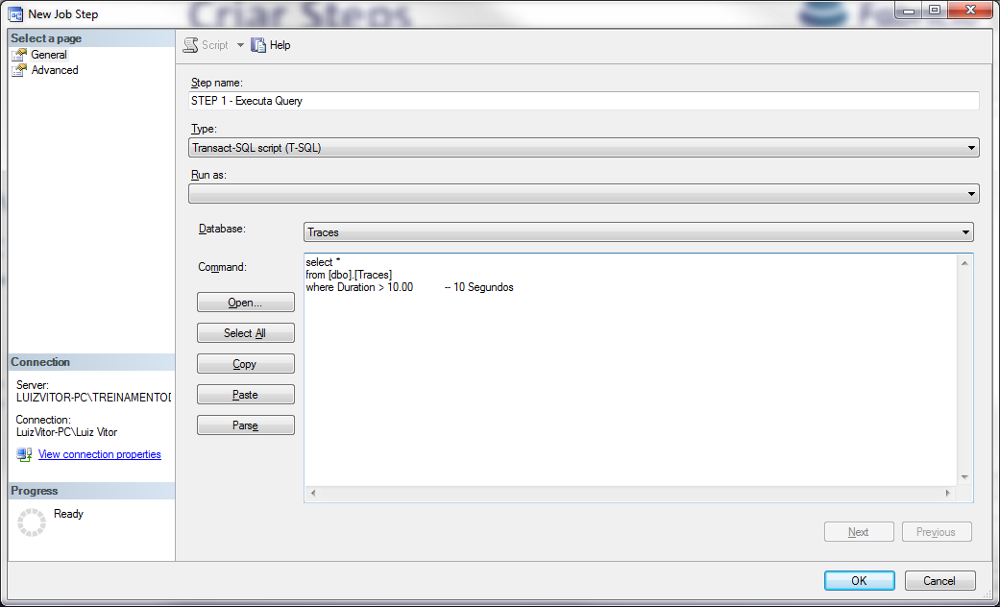 New Job Step
Criar Steps
Select a page
General
Advanced
Script
Help
Step name:
STEP 1 - Executa Query
Type:
Transact-SQL script (T-SQL)
Run as:
Database:
Traces
Command:
select *
from [dbo].[Traces]
where Duration > 10.00 -- 10 Segundos
Open...
Select All
Copy
Paste
Parse
Connection
Server:
LUIZVITOR-PC\TREINAMENTO
Connection:
LuizVitor-PC\Luiz Vitor
View connection properties
Progress
Ready
Next
Previous
OK
Cancel